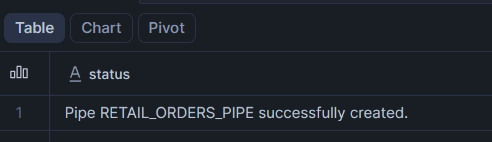 Table Chart Pivot
A status
1 Pipe RETAIL_ORDERS_PIPE successfully created.